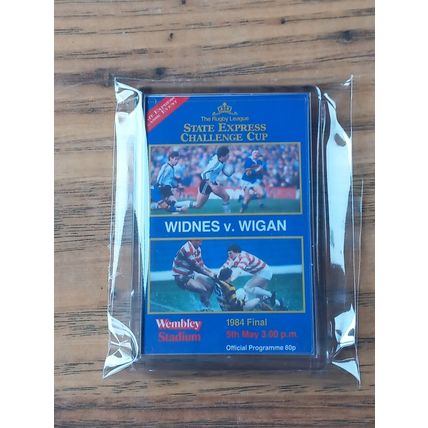 The Rugby League
STATE EXPRESS
CHALLENGE CUP
WIDNES v. WIGAN
Wembley
Stadium
1984 Final
5th May 3.00 p.m.
Official Programme 80p